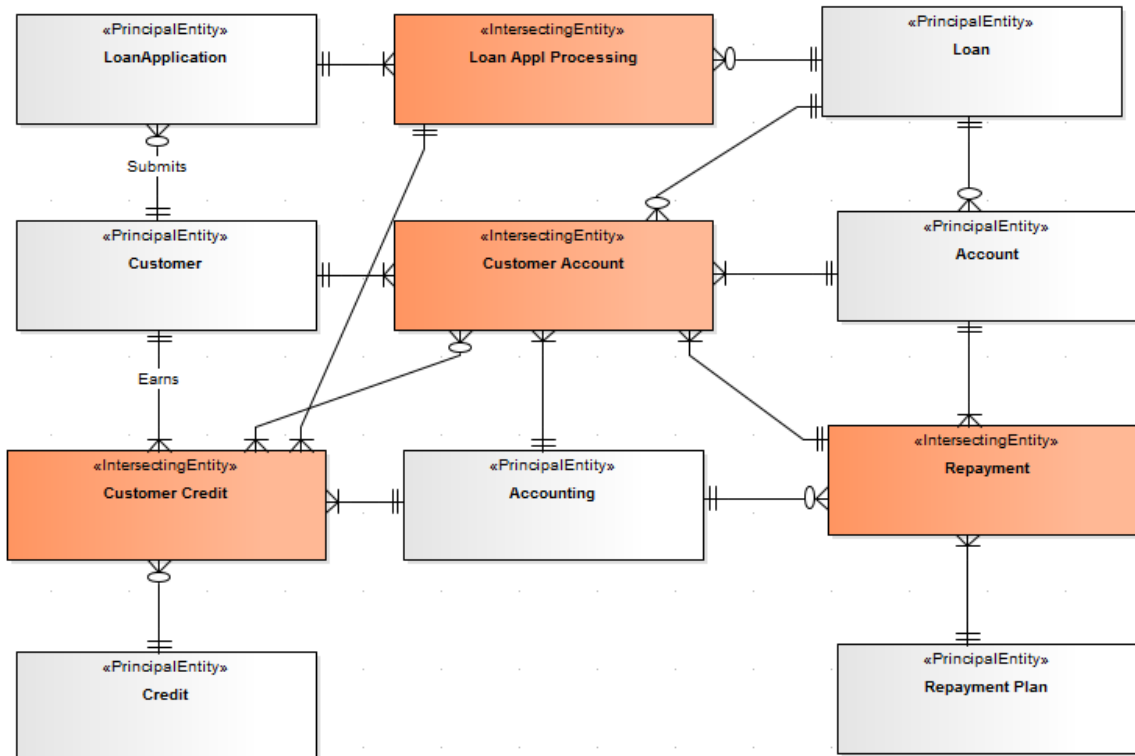 «PrincipalEntity»
LoanApplication
«IntersectingEntity»
Loan Appl Processing
«PrincipalEntity»
Loan
Submits
«PrincipalEntity»
Customer
«IntersectingEntity»
Customer Account
«PrincipalEntity»
Account
Earns
«IntersectingEntity»
Customer Credit
«PrincipalEntity»
Accounting
«IntersectingEntity»
Repayment
«PrincipalEntity»
Credit
«PrincipalEntity»
Repayment Plan